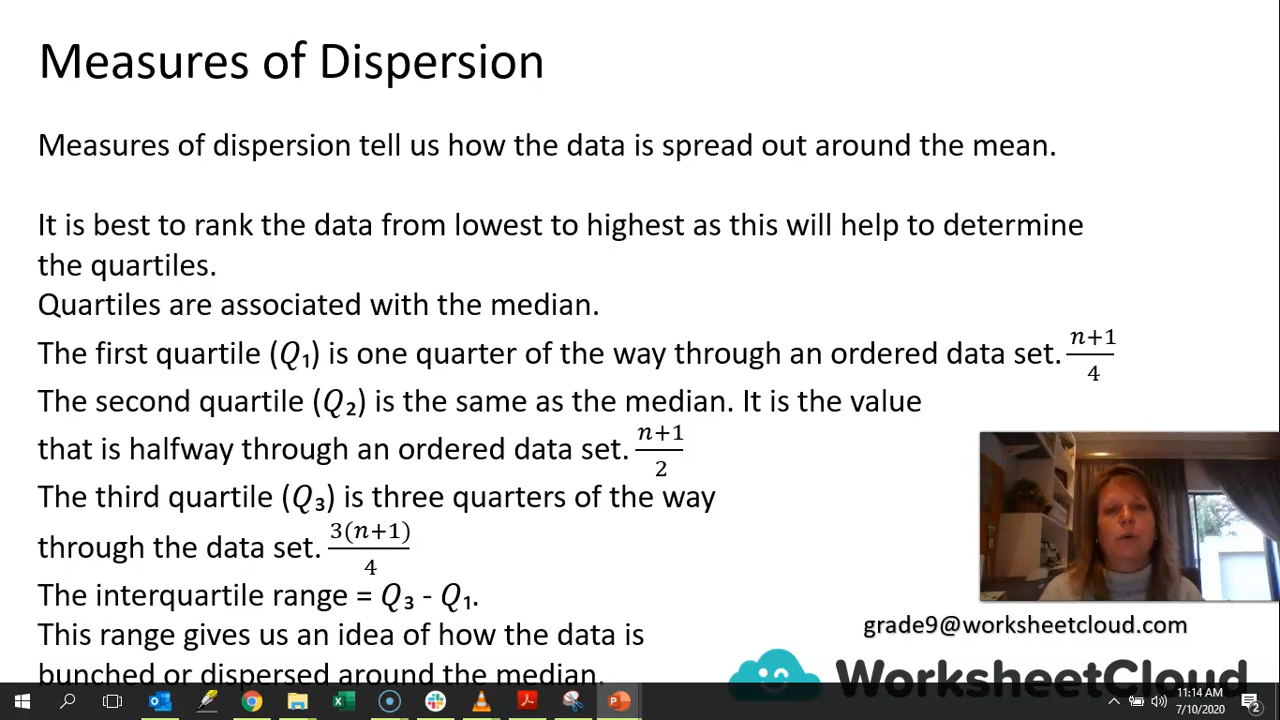 Measures of Dispersion
Measures of dispersion tell us how the data is spread out around the mean.
It is best to rank the data from lowest to highest as this will help to determine
the quartiles.
Quartiles are associated with the median.
The first quartile (Q₁) is one quarter of the way through an ordered data set. (n+1)/4
The second quartile (Q₂) is the same as the median. It is the value
that is halfway through an ordered data set. (n+1)/2
The third quartile (Q₃) is three quarters of the way
through the data set. 3(n+1)/4
The interquartile range = Q₃ - Q₁.
This range gives us an idea of how the data is
bunched or dispersed around the median.
grade9@worksheetcloud.com
WorksheetCloud
11:14 AM
7/10/2020
2